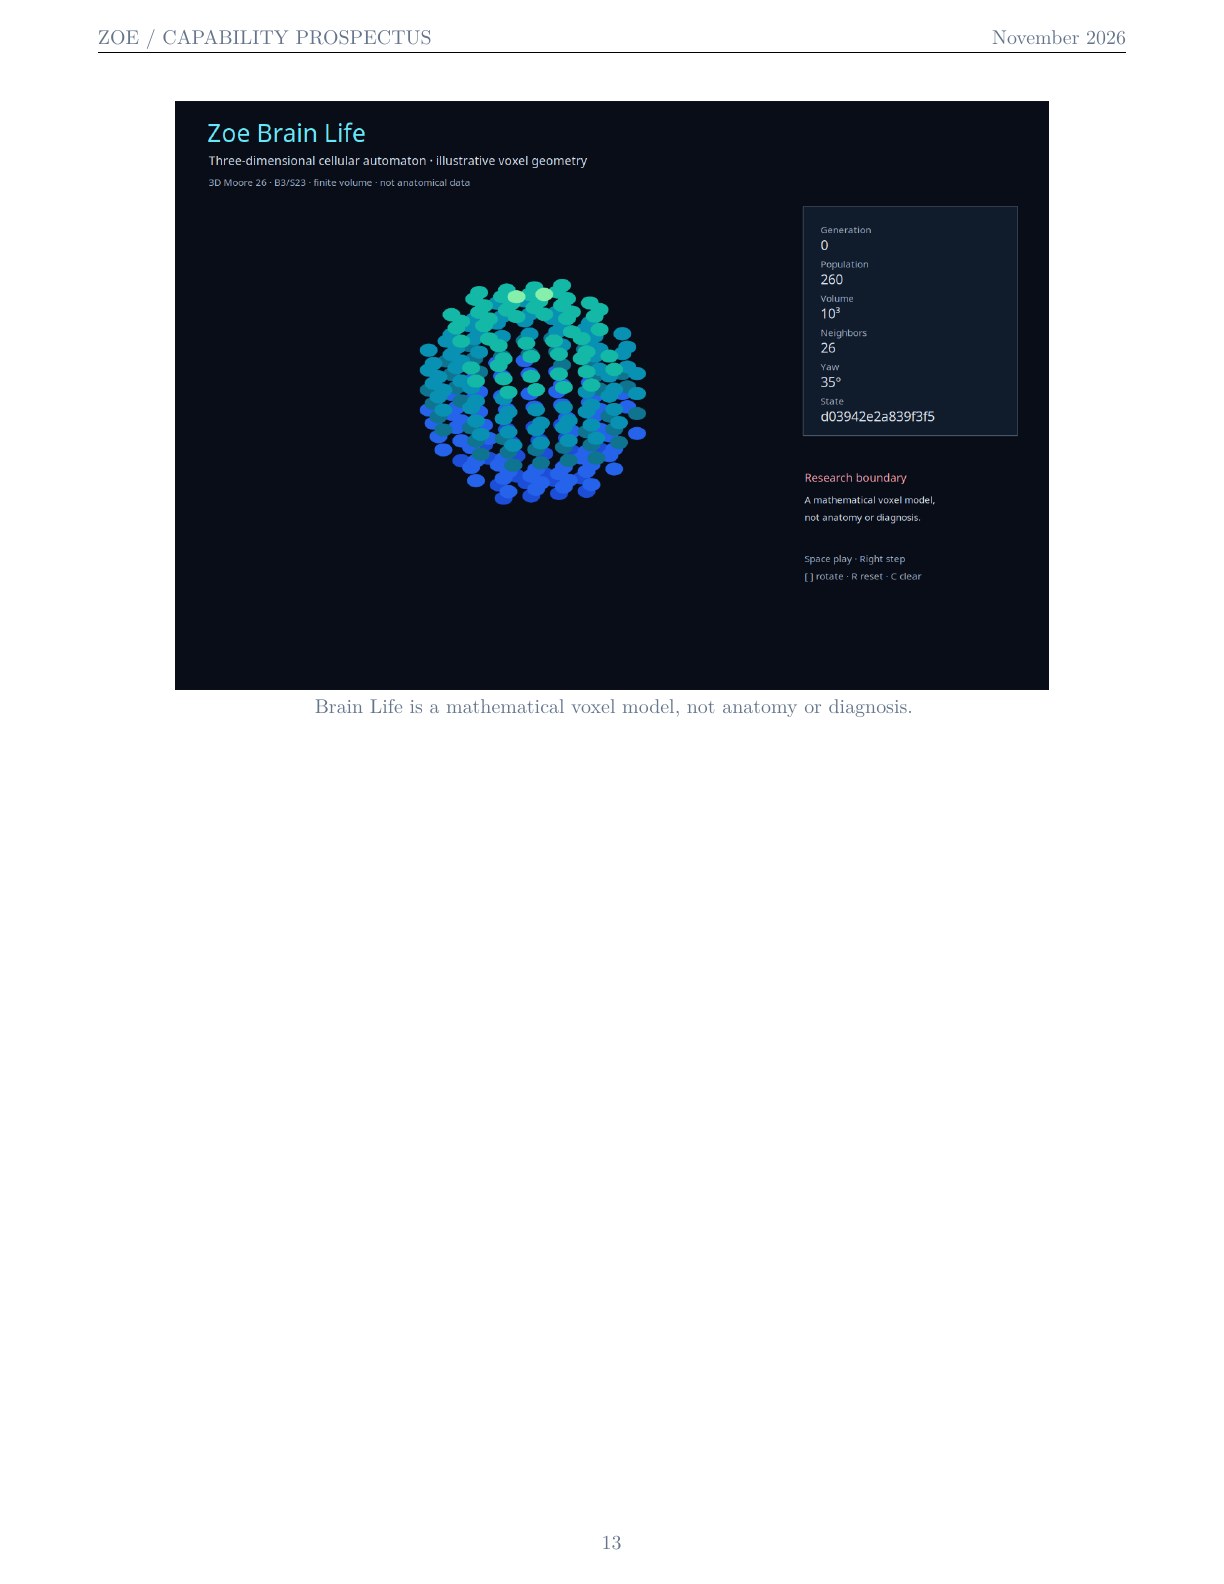 ZOE / CAPABILITY PROSPECTUS
November 2026
Zoe Brain Life
Three-dimensional cellular automaton · illustrative voxel geometry
3D Moore 26 · B3/S23 · finite volume · not anatomical data
Generation
0
Population
260
Volume
10³
Neighbors
26
Yaw
35°
State
d03942e2a839f3f5
Research boundary
A mathematical voxel model,
not anatomy or diagnosis.
Space play · Right step
[ ] rotate · R reset · C clear
Brain Life is a mathematical voxel model, not anatomy or diagnosis.
13